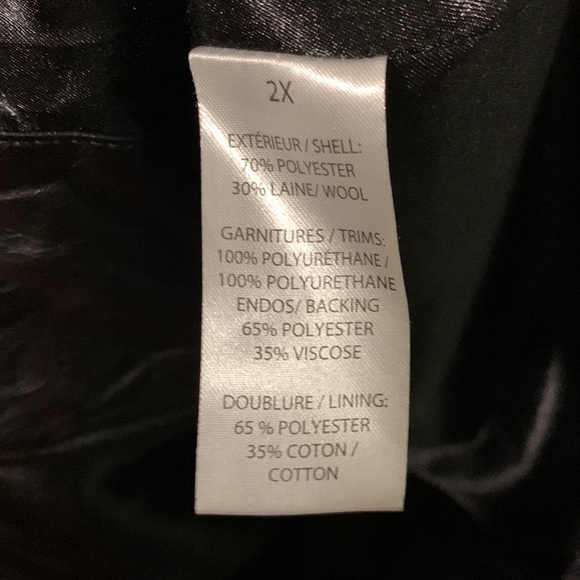 2X
EXTÉRIEUR / SHELL:
70% POLYESTER
30% LAINE/ WOOL
GARNITURES / TRIMS:
100% POLYURÉTHANE /
100% POLYURETHANE
ENDOS/ BACKING
65% POLYESTER
35% VISCOSE
DOUBLURE / LINING:
65 % POLYESTER
35% COTON /
COTTON